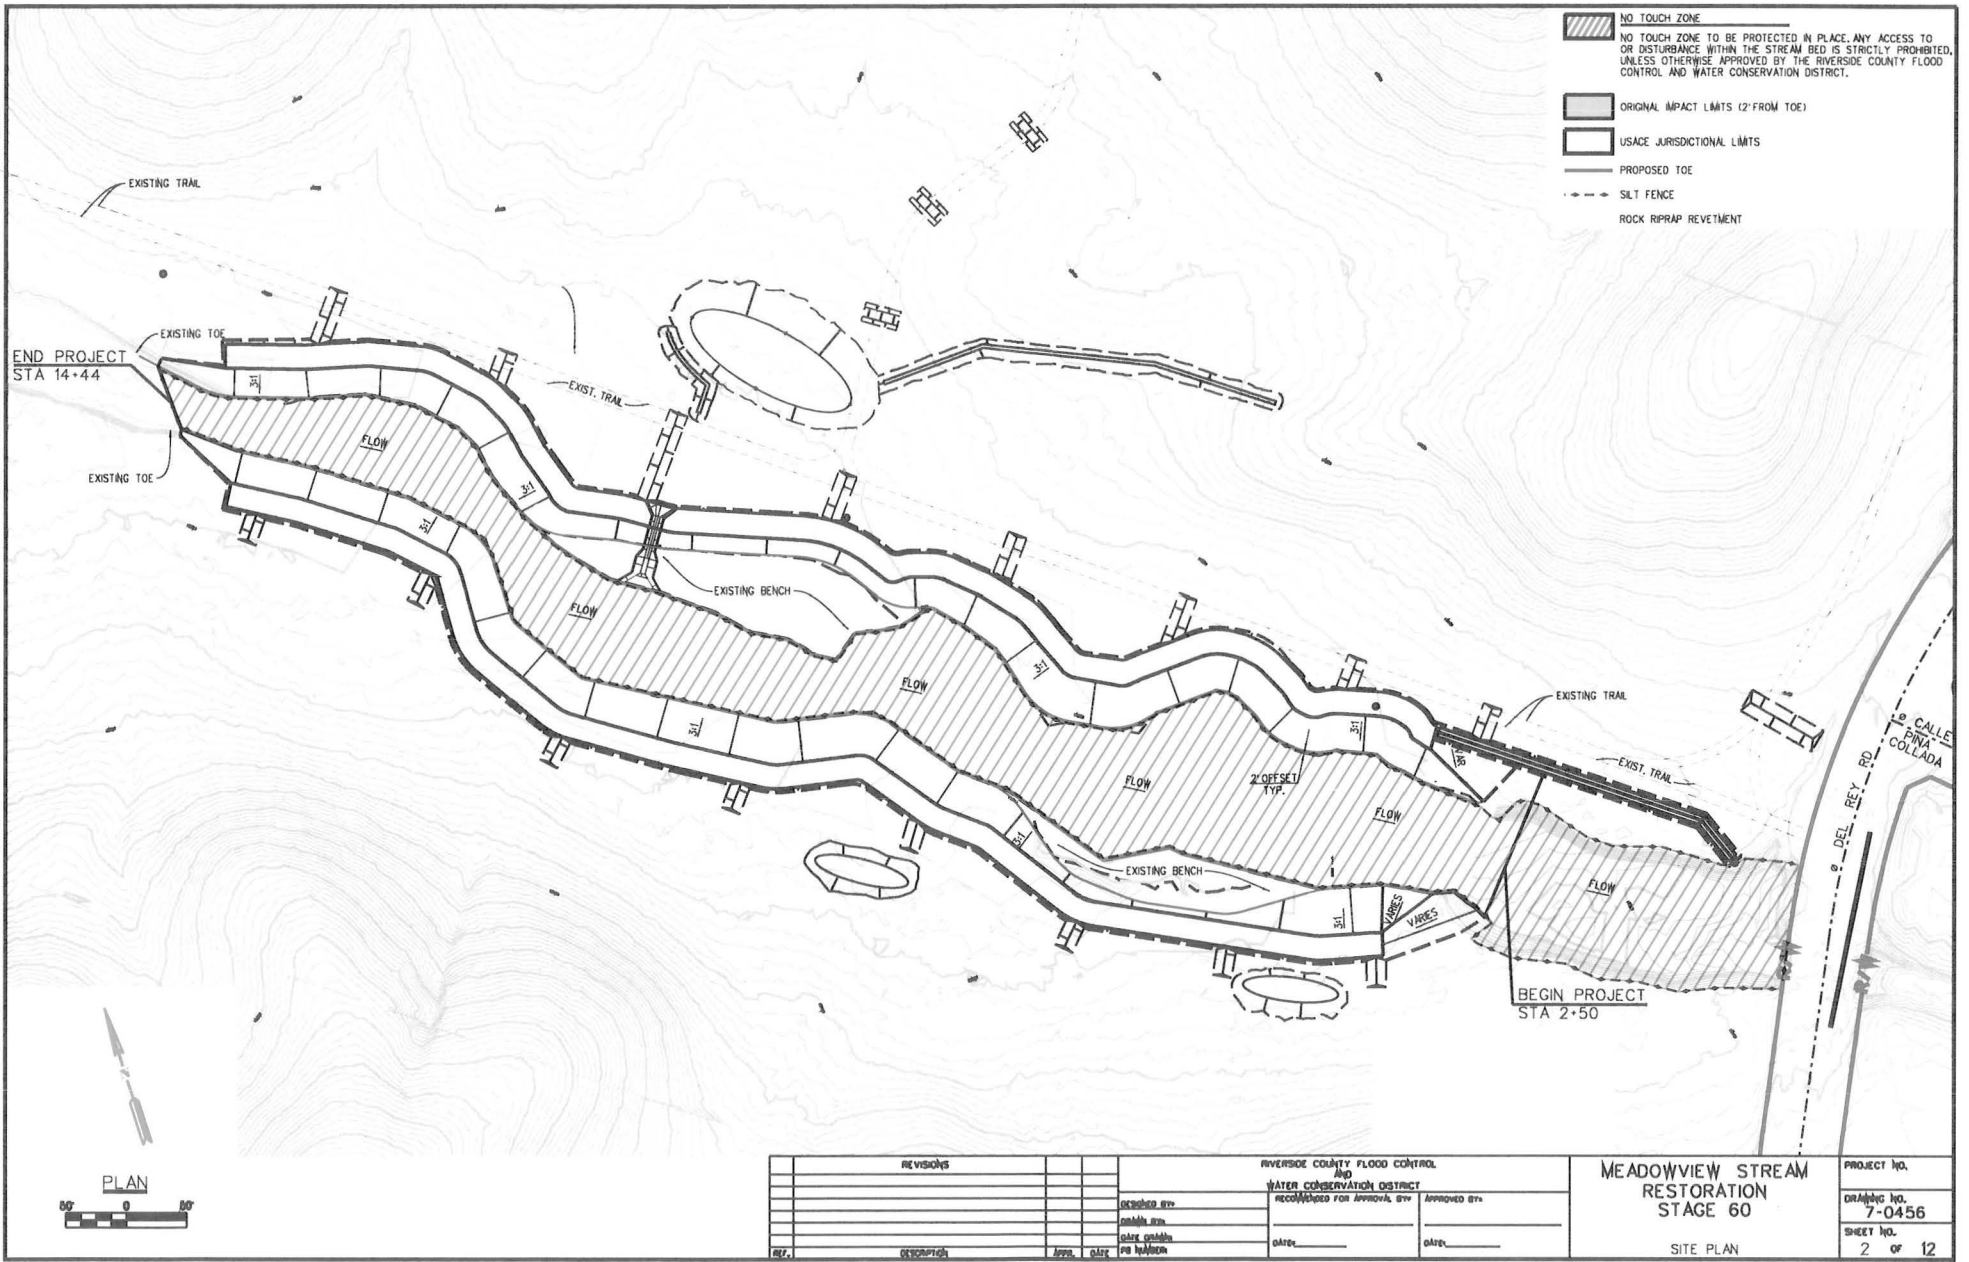 NO TOUCH ZONE
NO TOUCH ZONE TO BE PROTECTED IN PLACE. ANY ACCESS TO
OR DISTURBANCE WITHIN THE STREAM BED IS STRICTLY PROHIBITED,
UNLESS OTHERWISE APPROVED BY THE RIVERSIDE COUNTY FLOOD
CONTROL AND WATER CONSERVATION DISTRICT.
ORIGINAL IMPACT LIMITS (2' FROM TOE)
USACE JURISDICTIONAL LIMITS
PROPOSED TOE
SILT FENCE
ROCK RIPRAP REVETMENT
EXISTING TRAIL
EXISTING TOE
END PROJECT
STA 14+44
3:1
EXIST. TRAIL
FLOW
EXISTING TOE
3:1
3:1
EXISTING BENCH
FLOW
3:1
FLOW
EXISTING TRAIL
3:1
3:1
VAR
EXIST. TRAIL
CALLE
PINA
COLLADA
DEL REY RD
FLOW
2' OFFSET
TYP.
FLOW
3:1
EXISTING BENCH
FLOW
VARIES
VARIES
3:1
R/W
R/W
BEGIN PROJECT
STA 2+50
PLAN
0
REVISIONS
REF.
DESCRIPTION
APPR.
DATE
RIVERSIDE COUNTY FLOOD CONTROL
AND
WATER CONSERVATION DISTRICT
DESIGNED BY:
DRAWN BY:
DATE DRAWN:
PB NUMBER:
RECOMMENDED FOR APPROVAL BY:
DATE:
APPROVED BY:
DATE:
MEADOWVIEW STREAM
RESTORATION
STAGE 60
SITE PLAN
PROJECT NO.
DRAWING NO.
7-0456
SHEET NO.
2 OF 12